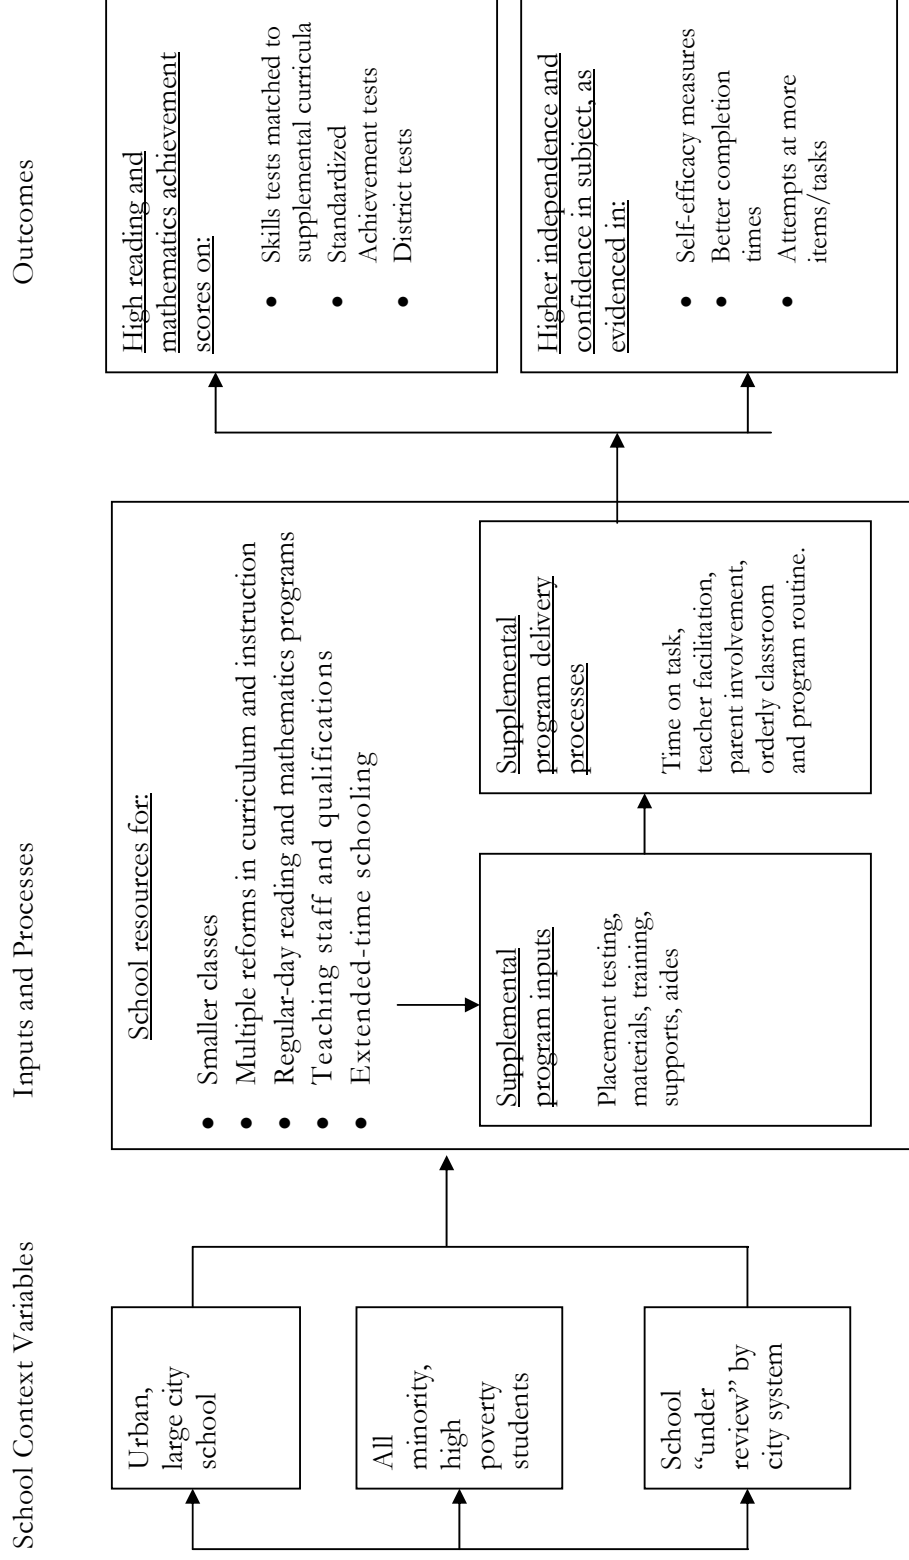 School Context Variables
Inputs and Processes
Outcomes
Urban,
large city
school
All
minority,
high
poverty
students
School
“under
review” by
city system
School resources for:
● Smaller classes
● Multiple reforms in curriculum and instruction
● Regular-day reading and mathematics programs
● Teaching staff and qualifications
● Extended-time schooling
Supplemental
program inputs
Placement testing,
materials, training,
supports, aides
Supplemental
program delivery
processes
Time on task,
teacher facilitation,
parent involvement,
orderly classroom
and program routine.
High reading and
mathematics achievement
scores on:
● Skills tests matched to
supplemental curricula
● Standardized
Achievement tests
● District tests
Higher independence and
confidence in subject, as
evidenced in:
● Self-efficacy measures
● Better completion
times
● Attempts at more
items/tasks